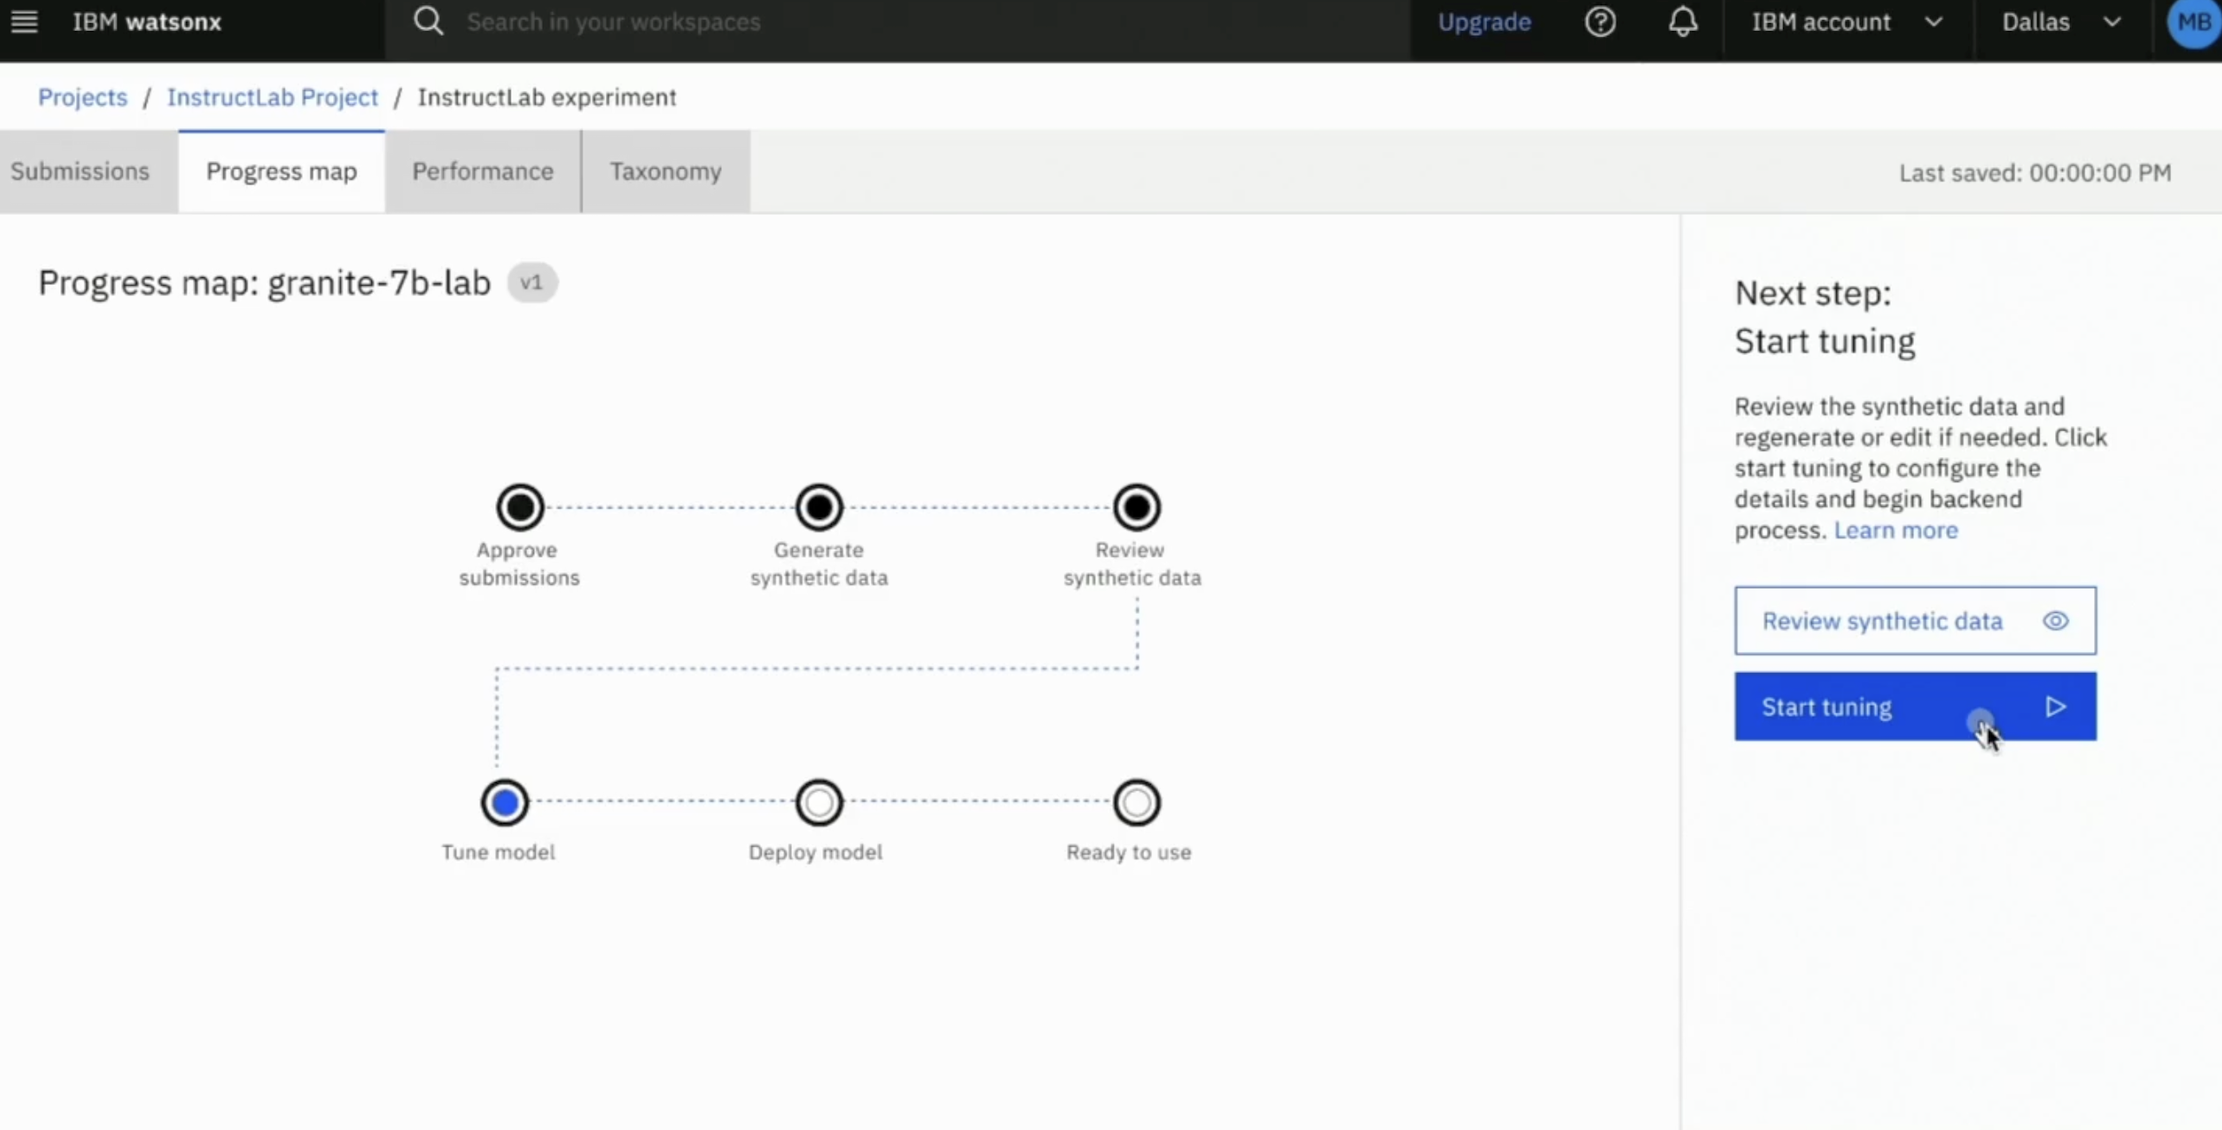 IBM watsonx
Search in your workspaces
Upgrade
IBM account
Dallas
MB
Projects / InstructLab Project / InstructLab experiment
Submissions
Progress map
Performance
Taxonomy
Last saved: 00:00:00 PM
Progress map: granite-7b-lab v1
Approve
submissions
Generate
synthetic data
Review
synthetic data
Tune model
Deploy model
Ready to use
Next step:
Start tuning
Review the synthetic data and
regenerate or edit if needed. Click
start tuning to configure the
details and begin backend
process. Learn more
Review synthetic data
Start tuning